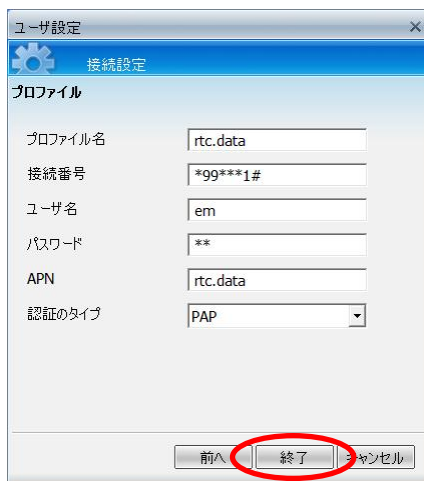 ユーザ設定
接続設定
プロファイル
プロファイル名 rtc.data
接続番号 *99***1#
ユーザ名 em
パスワード **
APN rtc.data
認証のタイプ PAP
前へ 終了 キャンセル